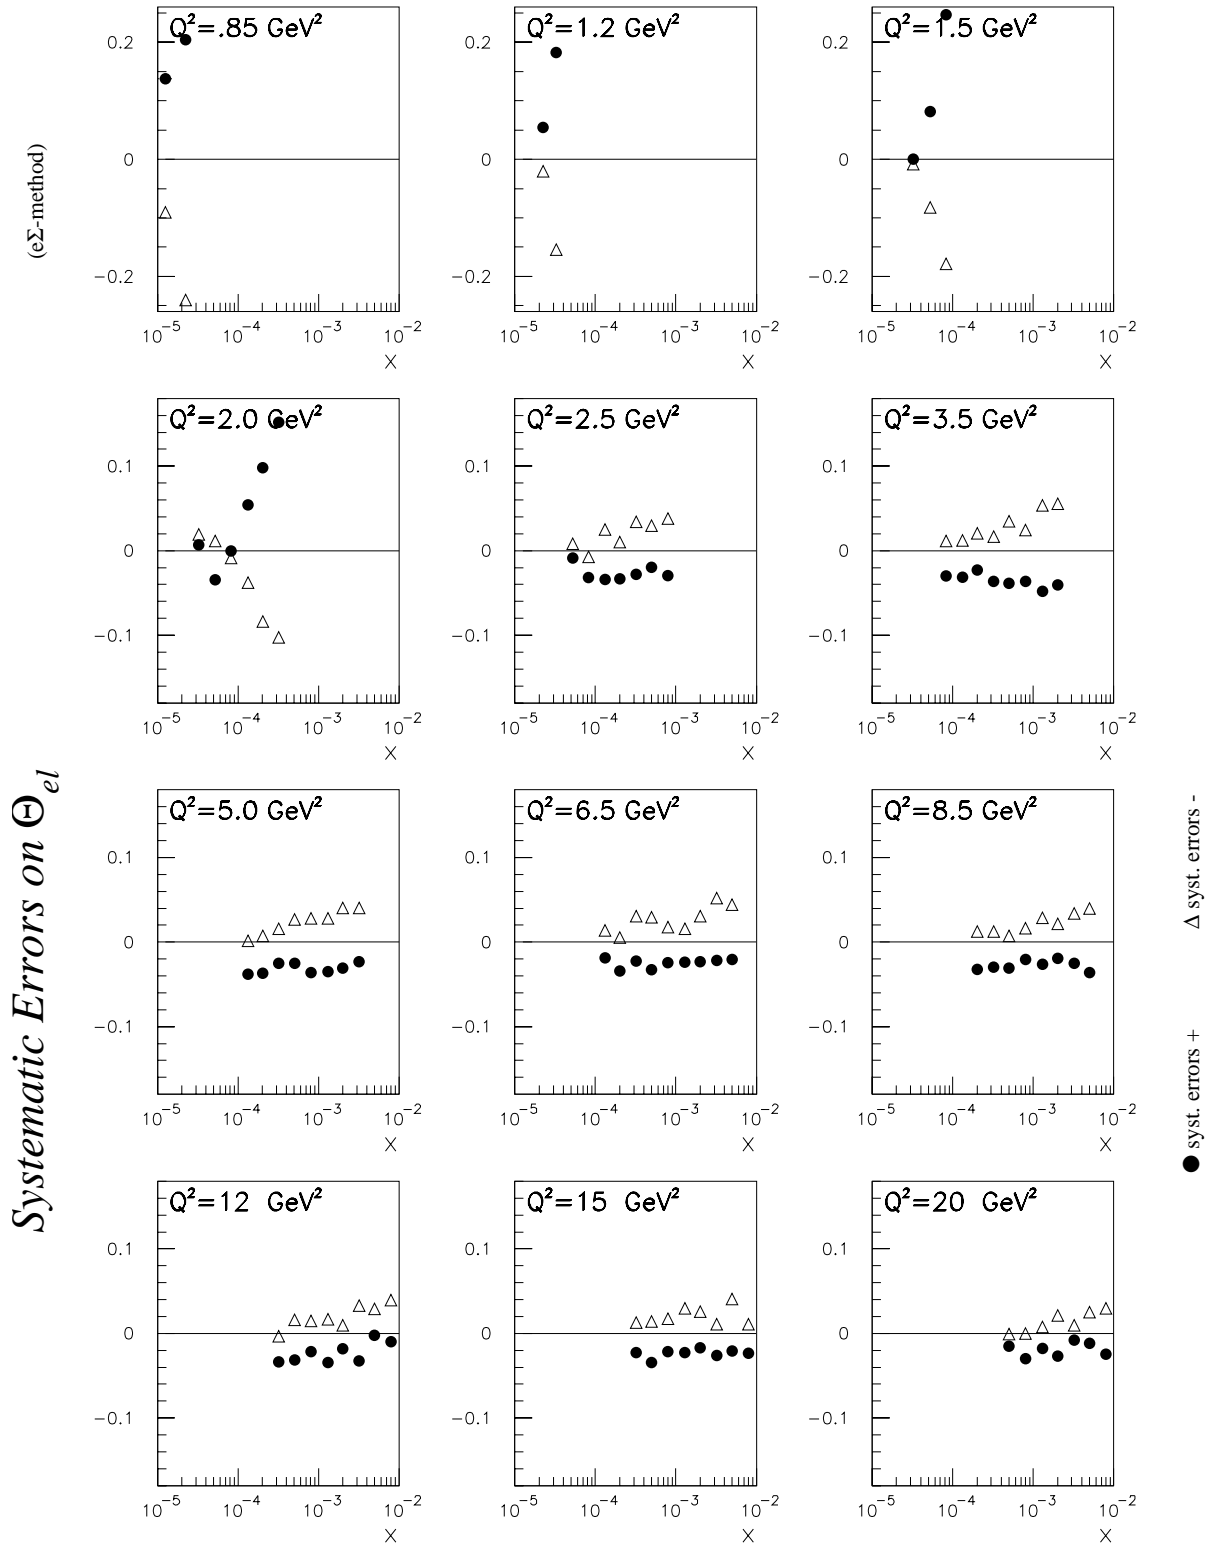 Systematic Errors on Θel
(eΣ-method)
Q²=.85 GeV²
0.2
0
−0.2
10⁻⁵ 10⁻⁴ 10⁻³ 10⁻²
X
Q²=1.2 GeV²
0.2
0
−0.2
10⁻⁵ 10⁻⁴ 10⁻³ 10⁻²
X
Q²=1.5 GeV²
0.2
0
−0.2
10⁻⁵ 10⁻⁴ 10⁻³ 10⁻²
X
Q²=2.0 GeV²
0.1
0
−0.1
10⁻⁵ 10⁻⁴ 10⁻³ 10⁻²
X
Q²=2.5 GeV²
0.1
0
−0.1
10⁻⁵ 10⁻⁴ 10⁻³ 10⁻²
X
Q²=3.5 GeV²
0.1
0
−0.1
10⁻⁵ 10⁻⁴ 10⁻³ 10⁻²
X
Q²=5.0 GeV²
0.1
0
−0.1
10⁻⁵ 10⁻⁴ 10⁻³ 10⁻²
X
Q²=6.5 GeV²
0.1
0
−0.1
10⁻⁵ 10⁻⁴ 10⁻³ 10⁻²
X
Q²=8.5 GeV²
0.1
0
−0.1
10⁻⁵ 10⁻⁴ 10⁻³ 10⁻²
X
Q²=12 GeV²
0.1
0
−0.1
10⁻⁵ 10⁻⁴ 10⁻³ 10⁻²
X
Q²=15 GeV²
0.1
0
−0.1
10⁻⁵ 10⁻⁴ 10⁻³ 10⁻²
X
Q²=20 GeV²
0.1
0
−0.1
10⁻⁵ 10⁻⁴ 10⁻³ 10⁻²
X
● syst. errors +
Δ syst. errors -